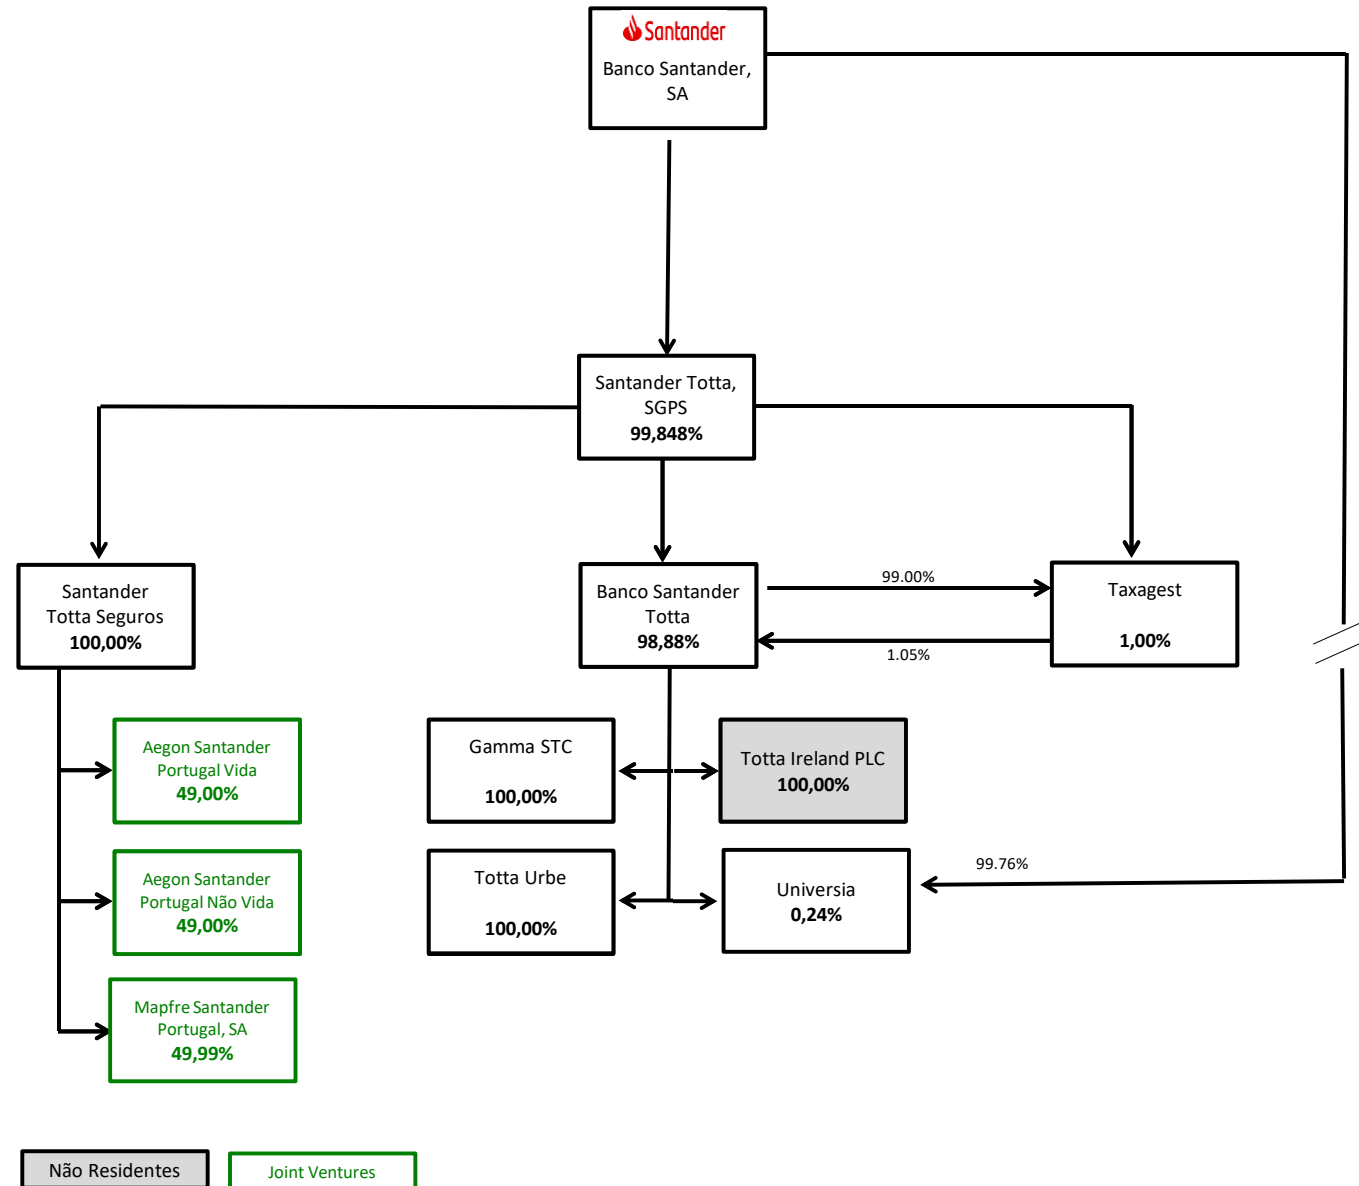 Santander
Banco Santander,
SA
Santander Totta,
SGPS
99,848%
Santander
Totta Seguros
100,00%
Banco Santander
Totta
98,88%
99.00%
1.05%
Taxagest
1,00%
Aegon Santander
Portugal Vida
49,00%
Gamma STC
100,00%
Totta Ireland PLC
100,00%
Aegon Santander
Portugal Não Vida
49,00%
Totta Urbe
100,00%
Universia
0,24%
99.76%
Mapfre Santander
Portugal, SA
49,99%
Não Residentes
Joint Ventures